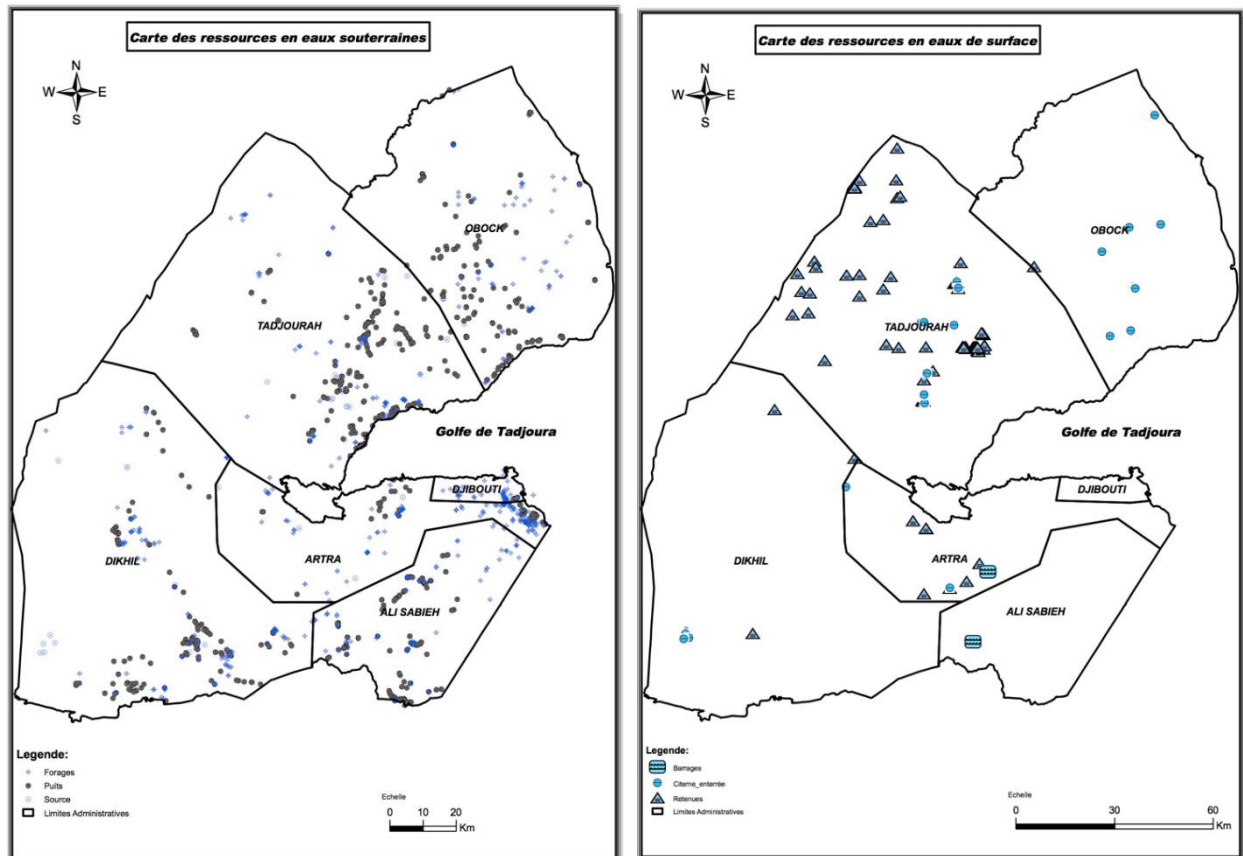 Carte des ressources en eaux souterraines
N
W E
S
OBOCK
TADJOURAH
Golfe de Tadjoura
DJIBOUTI
DIKHIL
ARTRA
ALI SABIEH
Legende:
Forages
Puits
Source
Limites Administratives
Echelle
0 10 20
Km
Carte des ressources en eaux de surface
N
W E
S
OBOCK
TADJOURAH
Golfe de Tadjoura
DJIBOUTI
DIKHIL
ARTRA
ALI SABIEH
Legende:
Barrages
Citerne_enterrée
Retenues
Limites Administratives
Echelle
0 30 60
Km